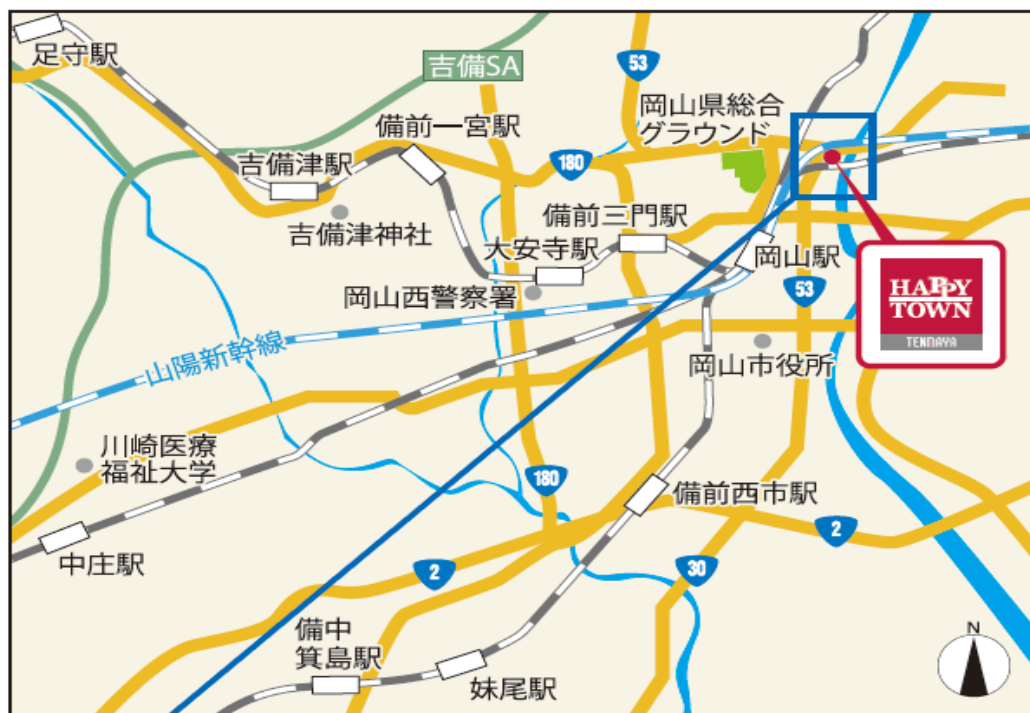 足守駅
吉備SA
53
岡山県総合
グラウンド
備前一宮駅
吉備津駅
180
吉備津神社
備前三門駅
大安寺駅
岡山駅
岡山西警察署
53
HAPPY
TOWN
TENMAYA
山陽新幹線
岡山市役所
川崎医療
福祉大学
180
備前西市駅
2
中庄駅
2
30
備中
箕島駅
妹尾駅
N